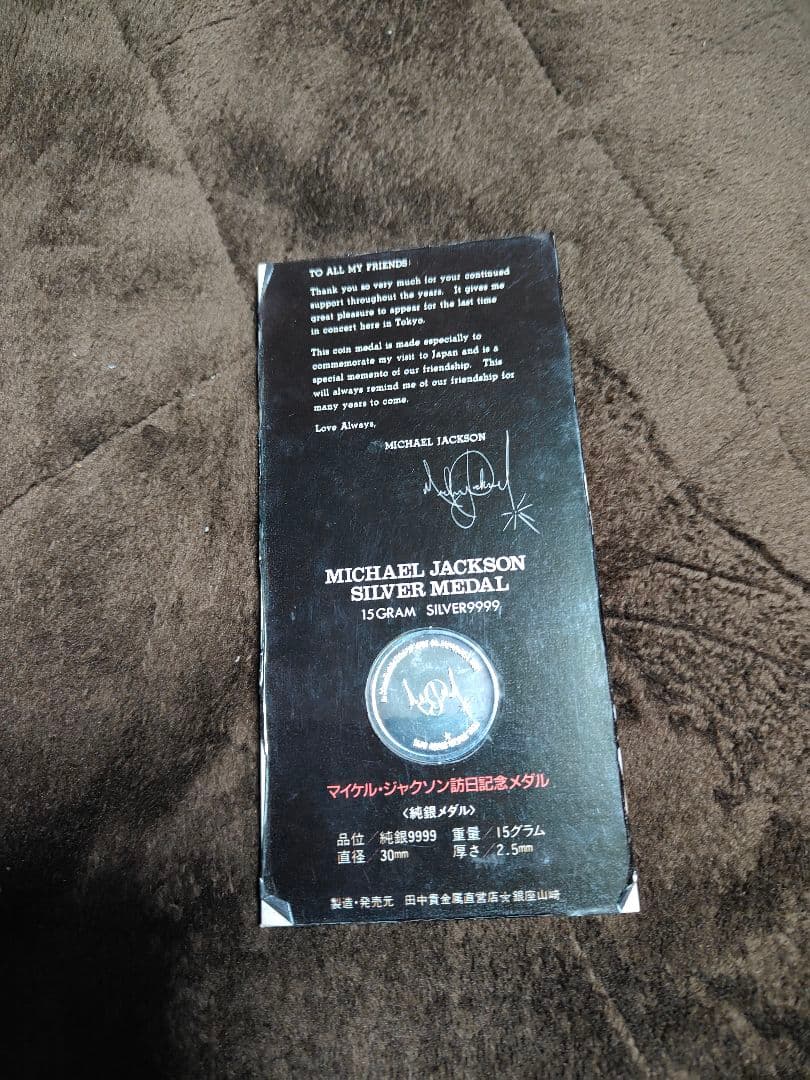 TO ALL MY FRIENDS:
Thank you so very much for your continued
support throughout the years. It gives me
great pleasure to appear for the last time
in concert here in Tokyo.
This coin medal is made especially to
commemorate my visit to Japan and is a
special memento of our friendship. This
will always remind me of our friendship for
many years to come.
Love Always,
MICHAEL JACKSON
MICHAEL JACKSON
SILVER MEDAL
15GRAM SILVER9999
マイケル・ジャクソン訪日記念メダル
〈純銀メダル〉
品位／純銀9999 重量／15グラム
直径／30mm 厚さ／2.5mm
製造・発売元 田中貴金属直営店☆銀座山崎